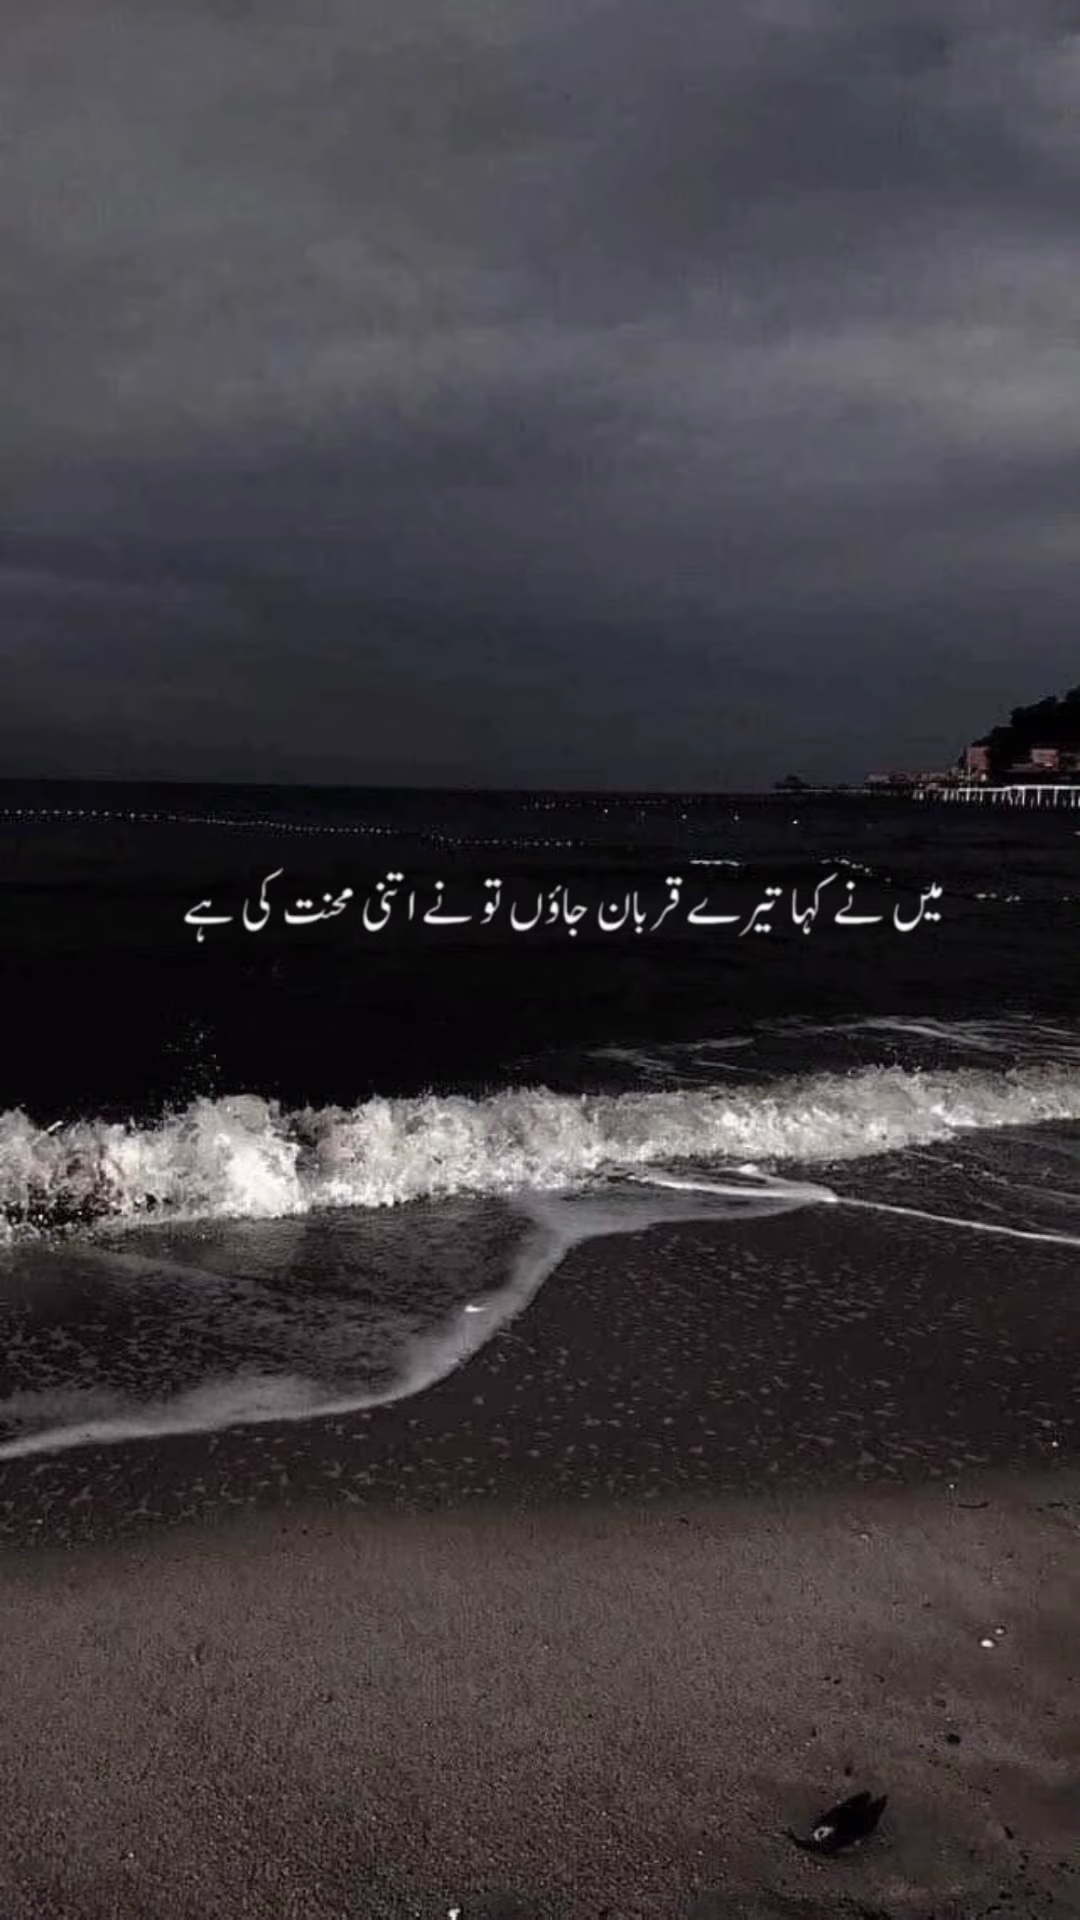 میں نے کہا تیرے قربان جاؤں تو نے اتنی محنت کی ہے